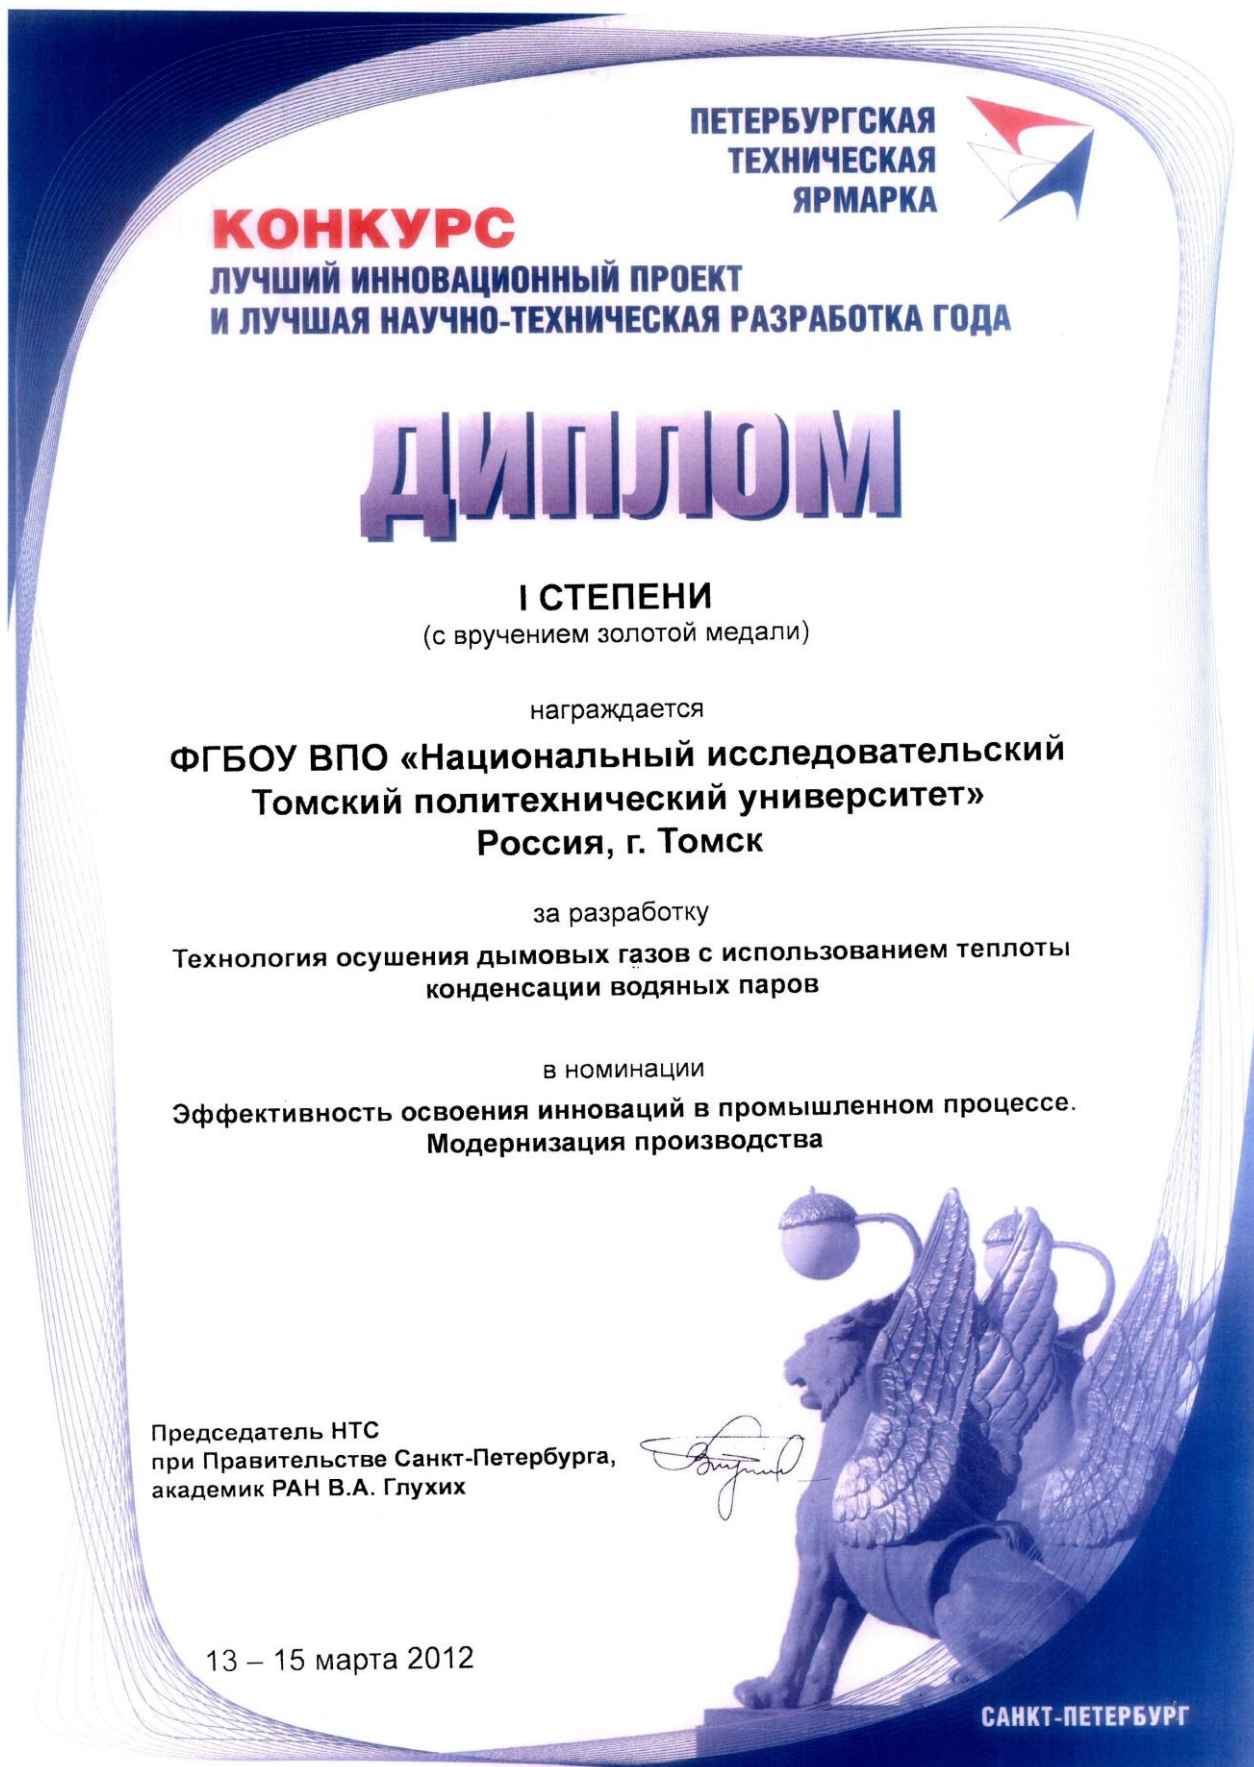 ПЕТЕРБУРГСКАЯ
ТЕХНИЧЕСКАЯ
ЯРМАРКА
КОНКУРС
ЛУЧШИЙ ИННОВАЦИОННЫЙ ПРОЕКТ
И ЛУЧШАЯ НАУЧНО-ТЕХНИЧЕСКАЯ РАЗРАБОТКА ГОДА
ДИПЛОМ
I СТЕПЕНИ
(с вручением золотой медали)
награждается
ФГБОУ ВПО «Национальный исследовательский
Томский политехнический университет»
Россия, г. Томск
за разработку
Технология осушения дымовых газов с использованием теплоты
конденсации водяных паров
в номинации
Эффективность освоения инноваций в промышленном процессе.
Модернизация производства
Председатель НТС
при Правительстве Санкт-Петербурга,
академик РАН В.А. Глухих
13 – 15 марта 2012
САНКТ-ПЕТЕРБУРГ